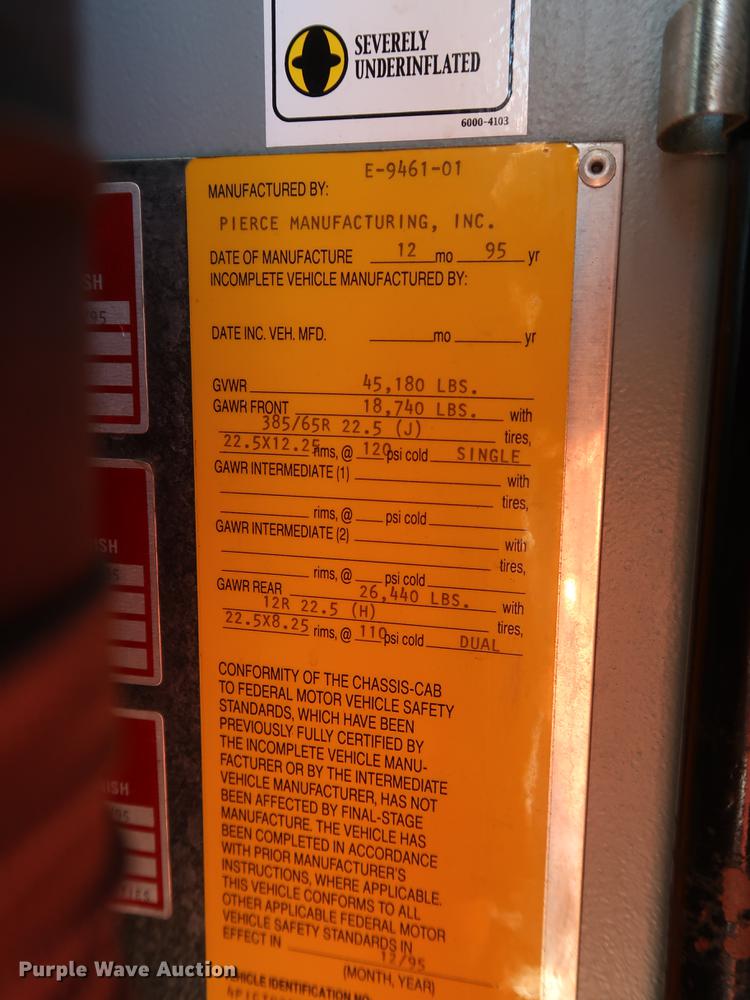 SEVERELY
UNDERINFLATED
6000-4103
E-9461-01
MANUFACTURED BY:
PIERCE MANUFACTURING, INC.
DATE OF MANUFACTURE 12 mo 95 yr
INCOMPLETE VEHICLE MANUFACTURED BY:
DATE INC. VEH. MFD. mo yr
GVWR 45,180 LBS.
GAWR FRONT 18,740 LBS. with
385/65R 22.5 (J) tires,
22.5X12.25 rims, @ 120 psi cold SINGLE
GAWR INTERMEDIATE (1) with
tires,
rims, @ psi cold
GAWR INTERMEDIATE (2) with
tires,
rims, @ psi cold
GAWR REAR 26,440 LBS. with
12R 22.5 (H) tires,
22.5X8.25 rims, @ 110 psi cold DUAL
CONFORMITY OF THE CHASSIS-CAB
TO FEDERAL MOTOR VEHICLE SAFETY
STANDARDS, WHICH HAVE BEEN
PREVIOUSLY FULLY CERTIFIED BY
THE INCOMPLETE VEHICLE MANU-
FACTURER OR BY THE INTERMEDIATE
VEHICLE MANUFACTURER, HAS NOT
BEEN AFFECTED BY FINAL-STAGE
MANUFACTURE. THE VEHICLE HAS
BEEN COMPLETED IN ACCORDANCE
WITH PRIOR MANUFACTURER'S
INSTRUCTIONS, WHERE APPLICABLE.
THIS VEHICLE CONFORMS TO ALL
OTHER APPLICABLE FEDERAL MOTOR
VEHICLE SAFETY STANDARDS IN
EFFECT IN 12/95
(MONTH, YEAR)
VEHICLE IDENTIFICATION NO.
Purple Wave Auction